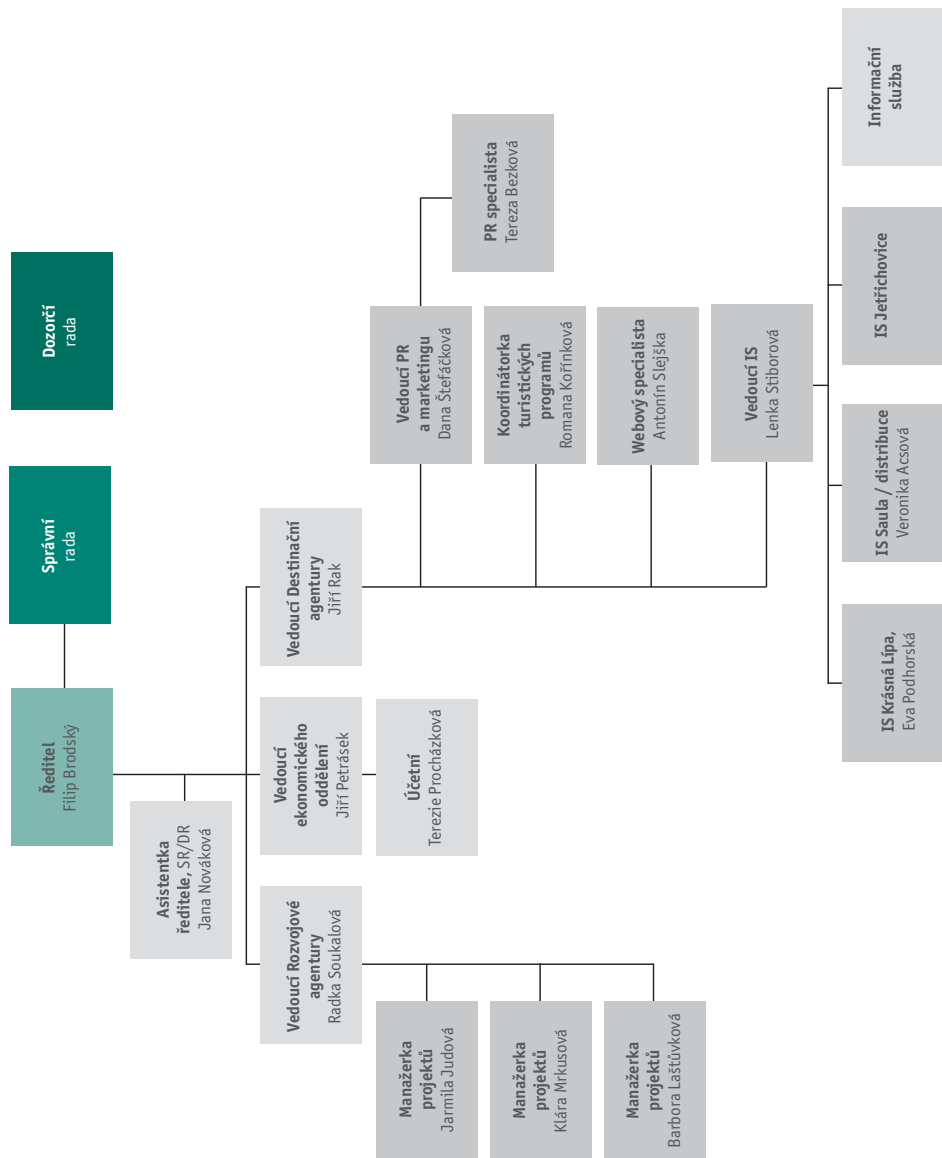 Dozorčí
rada
Správní
rada
Ředitel
Filip Brodský
Asistentka
ředitele, SR/DR
Jana Nováková
Vedoucí Rozvojové
agentury
Radka Soukalová
Vedoucí
ekonomického
oddělení
Jiří Petrásek
Vedoucí Destinační
agentury
Jiří Rak
Manažerka
projektů
Jarmila Judová
Manažerka
projektů
Klára Mrkusová
Manažerka
projektů
Barbora Laštůvková
Účetní
Terezie Procházková
Vedoucí PR
a marketingu
Dana Štefáčková
PR specialista
Tereza Bezková
Koordinátorka
turistických
programů
Romana Kořínková
Webový specialista
Antonín Slejška
Vedoucí IS
Lenka Stiborová
IS Krásná Lípa,
Eva Podhorská
IS Saula / distribuce
Veronika Acsová
IS Jetřichovice
Informační
služba